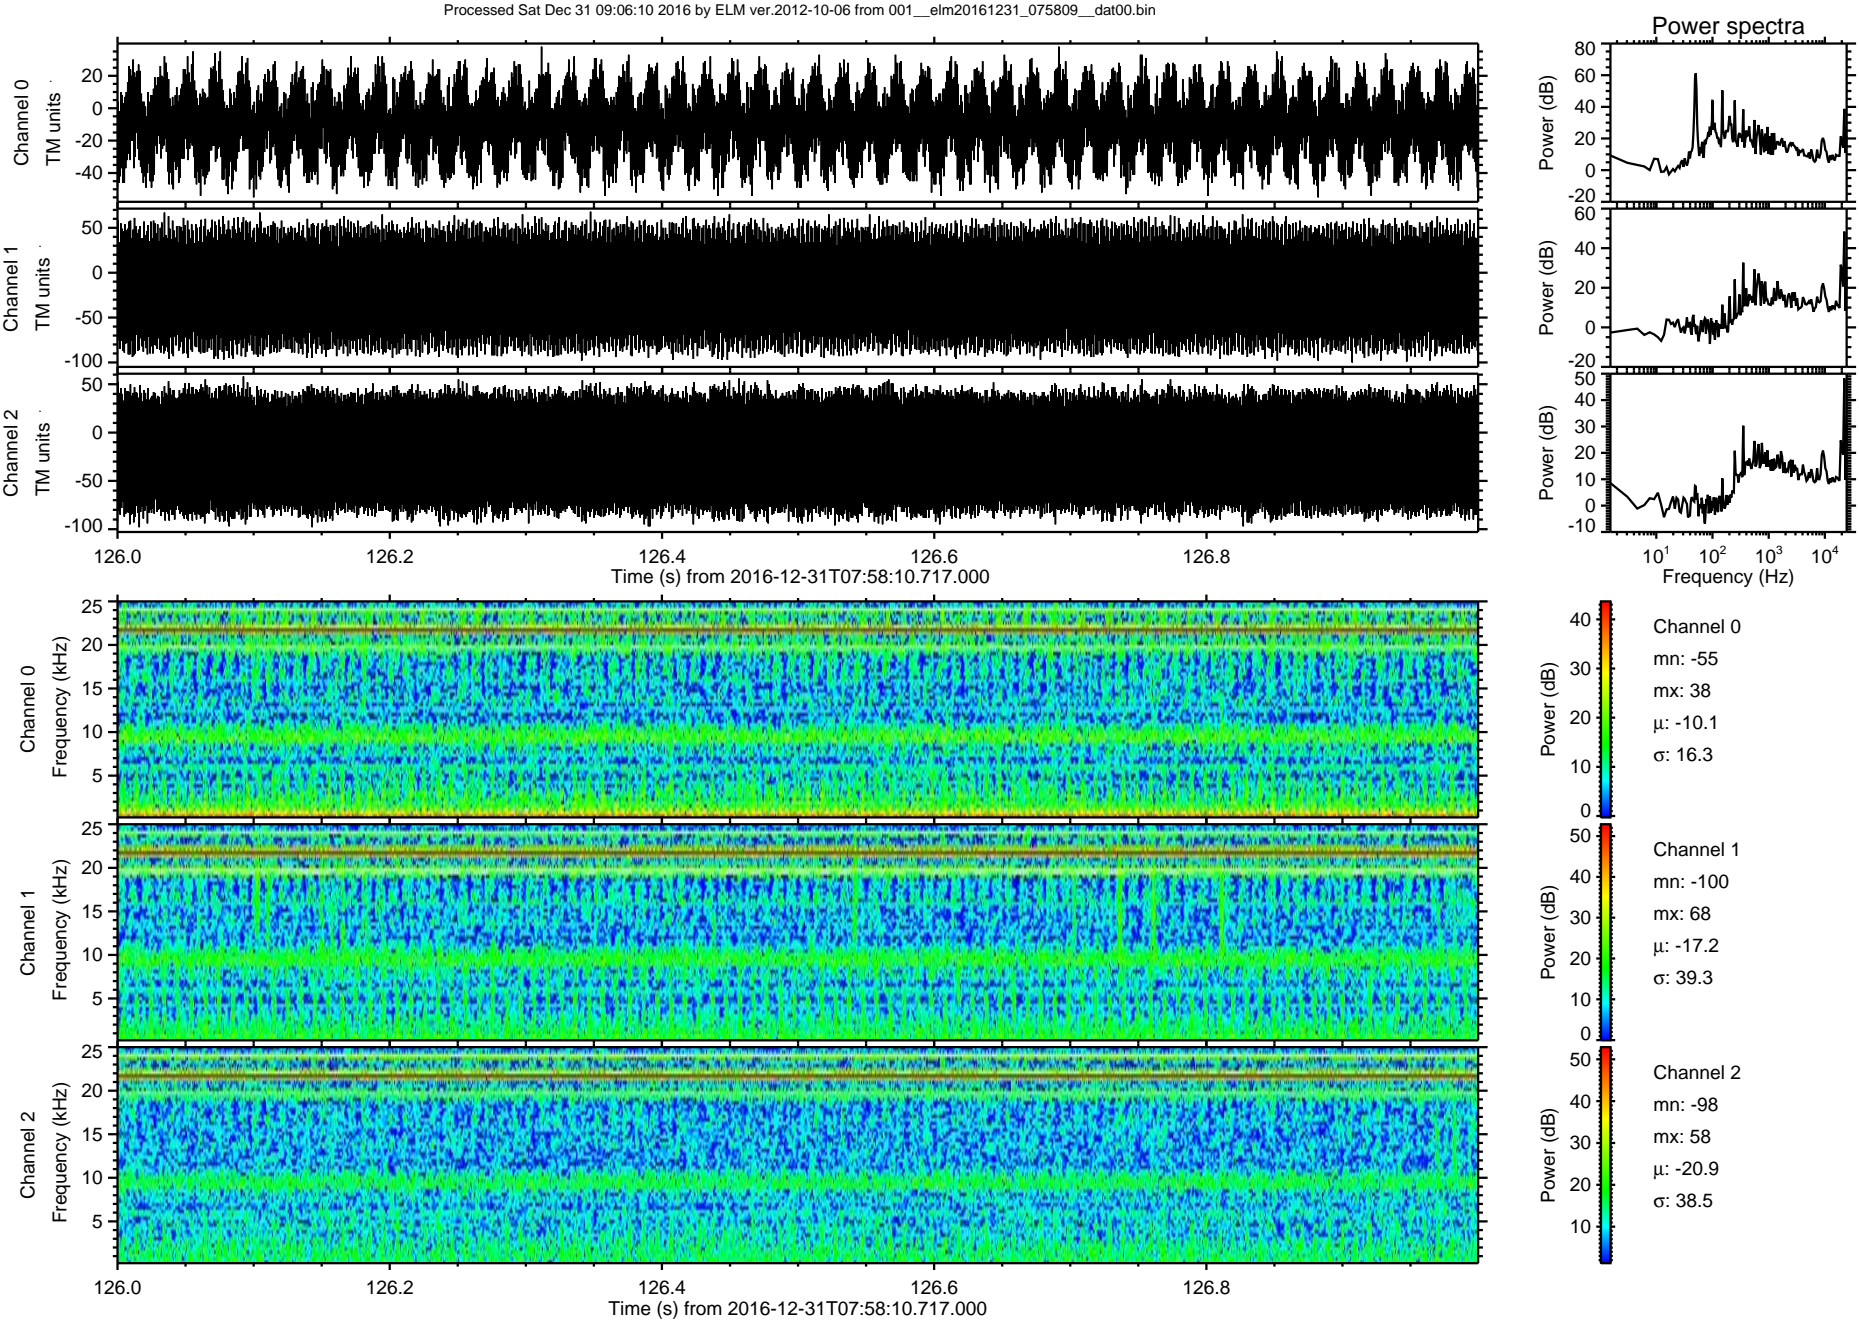 Processed Sat Dec 31 09:06:10 2016 by ELM ver.2012-10-06 from 001__elm20161231_075809__dat00.bin
Power spectra
Channel 0
TM units
20
0
-20
-40
Power (dB)
80
60
40
20
0
-20
Channel 1
TM units
50
0
-50
-100
Power (dB)
60
40
20
0
-20
Channel 2
TM units
50
0
-50
-100
Power (dB)
50
40
30
20
10
0
-10
126.0 126.2 126.4 126.6 126.8
Time (s) from 2016-12-31T07:58:10.717.000
10^1 10^2 10^3 10^4
Frequency (Hz)
Channel 0
Frequency (kHz)
25
20
15
10
5
Power (dB)
40
30
20
10
0
Channel 0
mn: -55
mx: 38
μ: -10.1
σ: 16.3
Channel 1
Frequency (kHz)
25
20
15
10
5
Power (dB)
50
40
30
20
10
0
Channel 1
mn: -100
mx: 68
μ: -17.2
σ: 39.3
Channel 2
Frequency (kHz)
25
20
15
10
5
Power (dB)
50
40
30
20
10
Channel 2
mn: -98
mx: 58
μ: -20.9
σ: 38.5
126.0 126.2 126.4 126.6 126.8
Time (s) from 2016-12-31T07:58:10.717.000